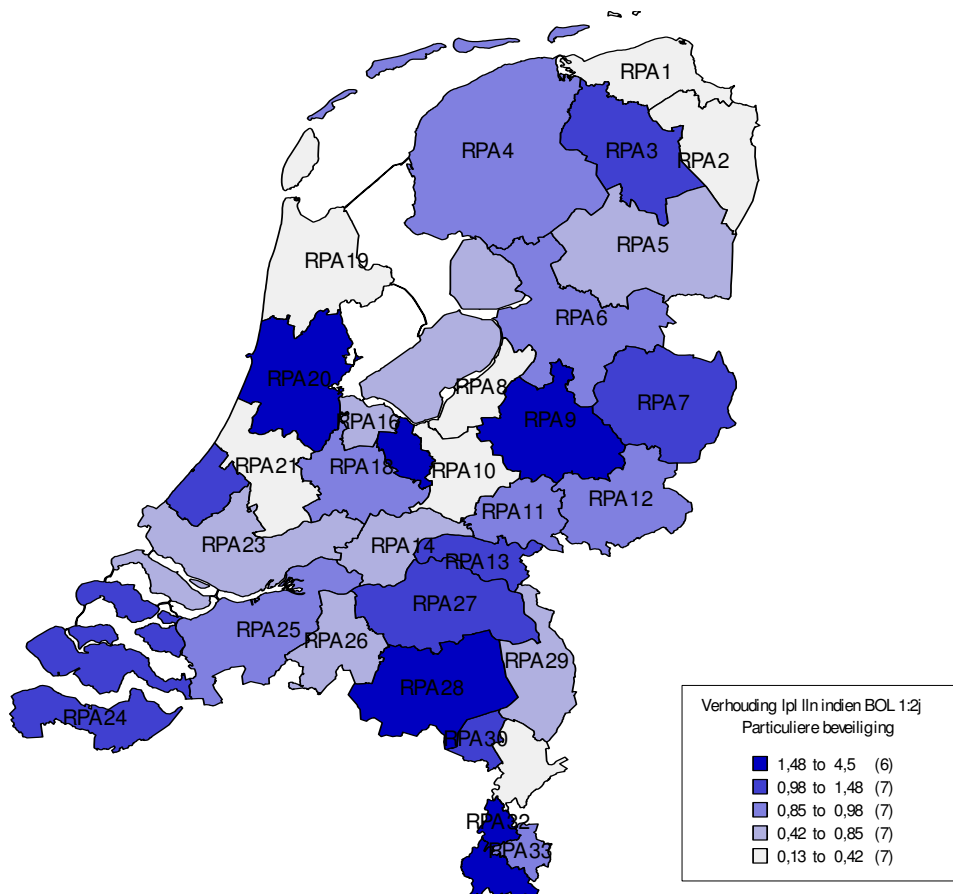 RPA1
RPA4
RPA3
RPA2
RPA5
RPA19
RPA6
RPA20
RPA8
RPA7
RPA16
RPA9
RPA21
RPA18
RPA10
RPA12
RPA11
RPA23
RPA14
RPA13
RPA27
RPA25
RPA26
RPA29
RPA28
RPA24
RPA30
RPA32
RPA33
Verhouding lpl lln indien BOL 1:2j
Particuliere beveiliging
1,48 to 4,5 (6)
0,98 to 1,48 (7)
0,85 to 0,98 (7)
0,42 to 0,85 (7)
0,13 to 0,42 (7)